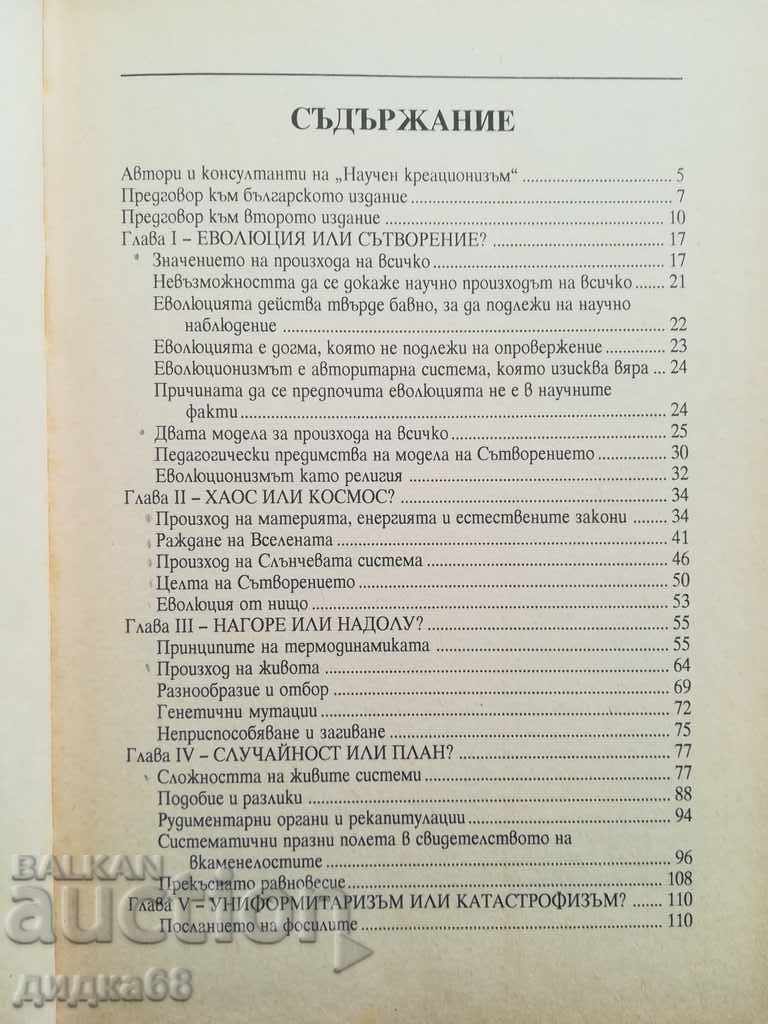 СЪДЪРЖАНИЕ
Автори и консултанти на „Научен креационизъм“ ........ 5
Предговор към българското издание ........ 7
Предговор към второто издание ........ 10
Глава I – ЕВОЛЮЦИЯ ИЛИ СЪТВОРЕНИЕ? ........ 17
Значението на произхода на всичко ........ 17
Невъзможността да се докаже научно произходът на всичко ....... 21
Еволюцията действа твърде бавно, за да подлежи на научно
наблюдение ........ 22
Еволюцията е догма, която не подлежи на опровержение ........ 23
Еволюционизмът е авторитарна система, която изисква вяра ... 24
Причината да се предпочита еволюцията не е в научните
факти ........ 24
Двата модела за произхода на всичко ........ 25
Педагогически предимства на модела на Сътворението ........ 30
Еволюционизмът като религия ........ 32
Глава II – ХАОС ИЛИ КОСМОС? ........ 34
Произход на материята, енергията и естествените закони ........ 34
Раждане на Вселената ........ 41
Произход на Слънчевата система ........ 46
Целта на Сътворението ........ 50
Еволюция от нищо ........ 53
Глава III – НАГОРЕ ИЛИ НАДОЛУ? ........ 55
Принципите на термодинамиката ........ 55
Произход на живота ........ 64
Разнообразие и отбор ........ 69
Генетични мутации ........ 72
Неприспособяване и загиване ........ 75
Глава IV – СЛУЧАЙНОСТ ИЛИ ПЛАН? ........ 77
Сложността на живите системи ........ 77
Подобие и разлики ........ 88
Рудиментарни органи и рекапитулации ........ 94
Систематични празни полета в свидетелството на
вкаменелостите ........ 96
Прекъснато равновесие ........ 108
Глава V – УНИФОРМИТАРИЗЪМ ИЛИ КАТАСТРОФИЗЪМ? ....... 110
Посланието на фосилите ........ 110
BALKAN
auction
дидка68